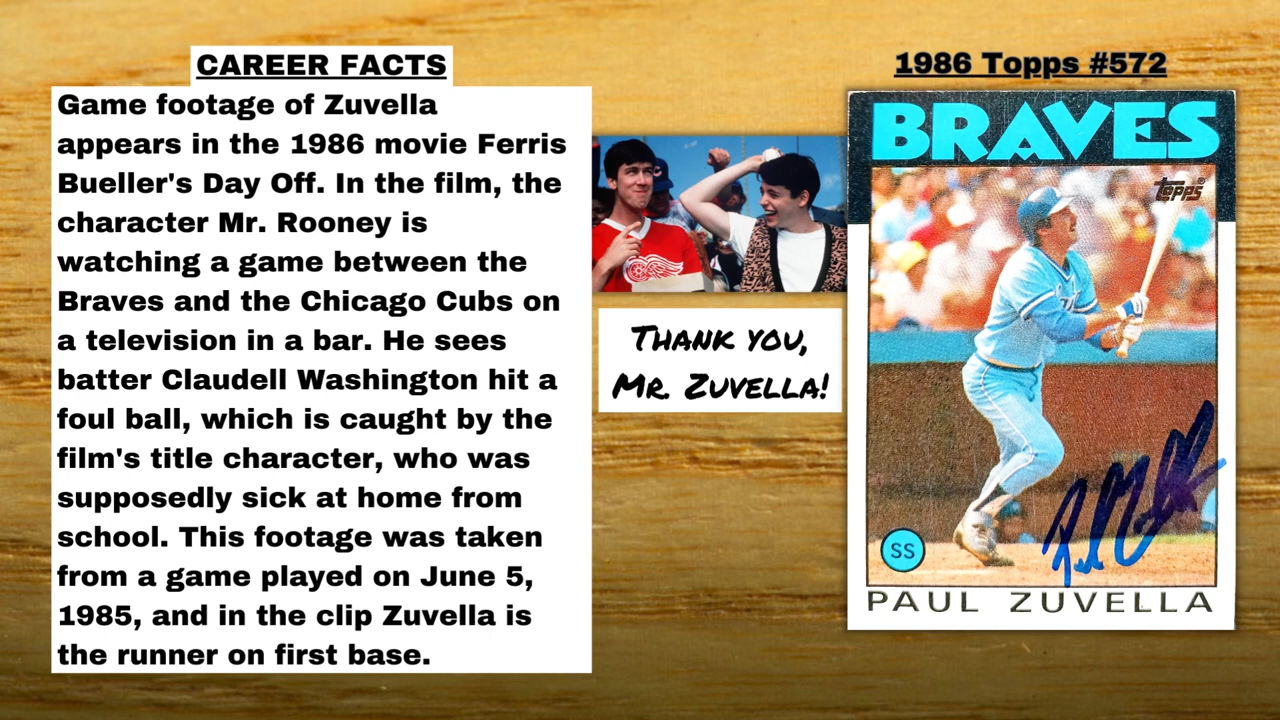 CAREER FACTS
Game footage of Zuvella
appears in the 1986 movie Ferris
Bueller's Day Off. In the film, the
character Mr. Rooney is
watching a game between the
Braves and the Chicago Cubs on
a television in a bar. He sees
batter Claudell Washington hit a
foul ball, which is caught by the
film's title character, who was
supposedly sick at home from
school. This footage was taken
from a game played on June 5,
1985, and in the clip Zuvella is
the runner on first base.
THANK YOU,
MR. ZUVELLA!
1986 Topps #572
BRAVES
topps®
SS
PAUL ZUVELLA